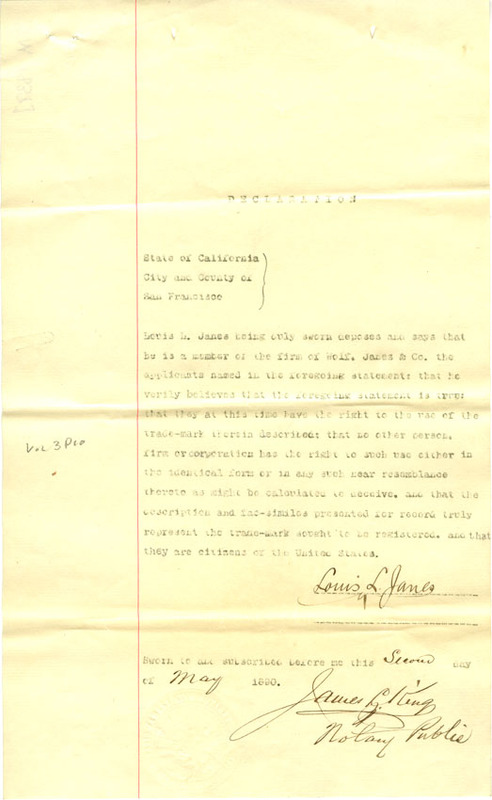 DECLARATION
State of California
City and County of
San Francisco
Louis L. Janes being duly sworn deposes and says that
he is a member of the firm of Wolf, Janes & Co. the
applicants named in the foregoing statement; that he
verily believes that the foregoing statement is true;
that they at this time have the right to the use of the
trade-mark therein described; that no other person,
firm or corporation has the right to such use either in
the identical form or in any such near resemblance
thereto as might be calculated to deceive, and that the
description and fac-similes presented for record truly
represent the trade-mark sought to be registered, and that
they are citizens of the United States.
Vol 3 P10
Louis L. Janes
Sworn to and subscribed before me this Second day
of May 1890.
James L. King
Notary Public